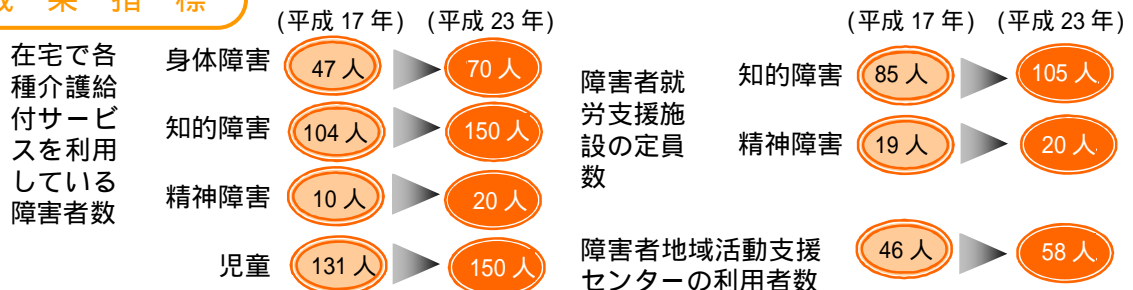 成 果 指 標
(平成 17 年) (平成 23 年)
在宅で各
種介護給
付サービ
スを利用
している
障害者数
身体障害 47 人 70 人
知的障害 104 人 150 人
精神障害 10 人 20 人
児童 131 人 150 人
(平成 17 年) (平成 23 年)
障害者就
労支援施
設の定員
数
知的障害 85 人 105 人
精神障害 19 人 20 人
障害者地域活動支援
センターの利用者数
46 人 58 人